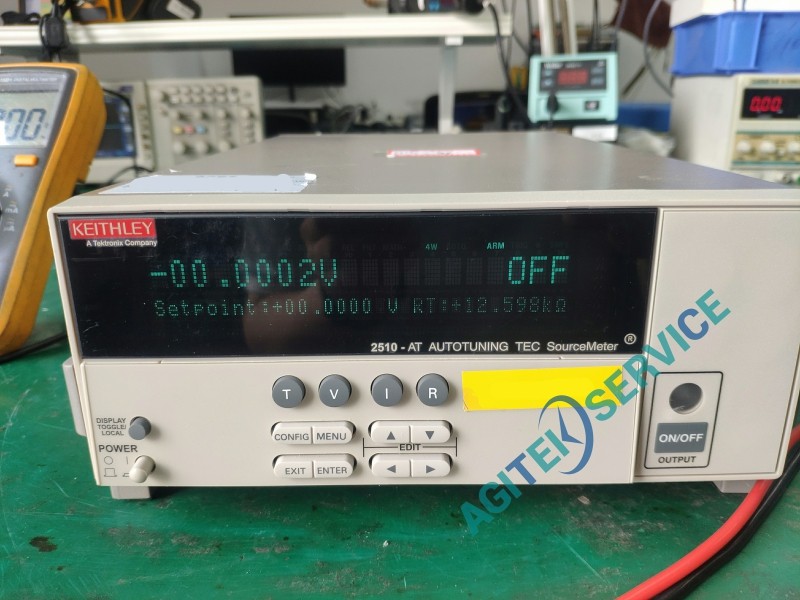 KEITHLEY
A Tektronix Company
4W
ARM
-00.0002V OFF
Setpoint:+00.0000 V RT:+12.598kΩ
2510 - AT AUTOTUNING TEC SourceMeter ®
T V I R
DISPLAY
TOGGLE/
LOCAL
POWER
CONFIG MENU
EDIT
EXIT ENTER
ON/OFF
OUTPUT
AGITEK SERVICE